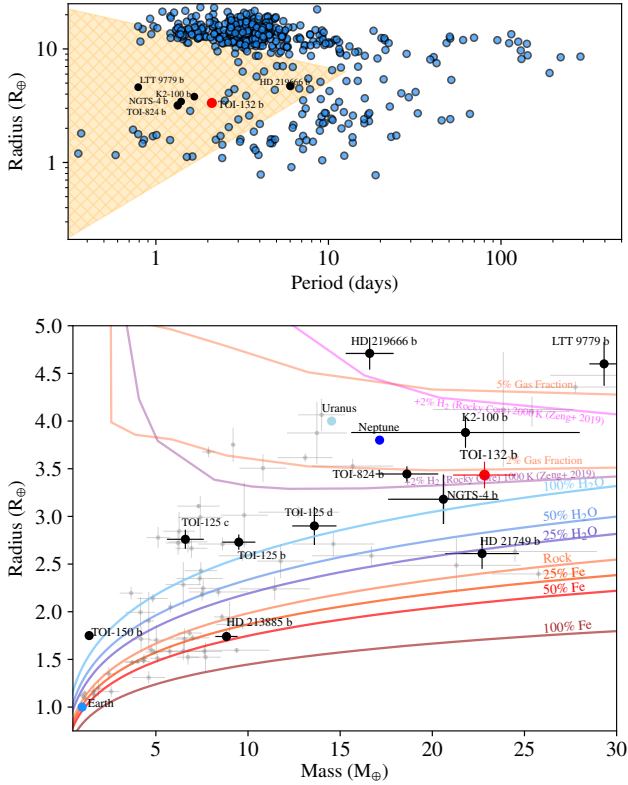 10
1
Radius (R⊕)
LTT 9779 b
HD 219666 b
K2-100 b
NGTS-4 b
TOI-132 b
TOI-824 b
1
10
100
Period (days)
5.0
4.5
4.0
3.5
3.0
2.5
2.0
1.5
1.0
Radius (R⊕)
HD 219666 b
LTT 9779 b
5% Gas Fraction
+2% H₂ (Rocky Core) 2000 K (Zeng+ 2019)
Uranus
K2-100 b
Neptune
TOI-132 b
2% Gas Fraction
TOI-824 b
+2% H₂ (Rocky Core) 1000 K (Zeng+ 2019)
100% H₂O
NGTS-4 b
TOI-125 d
TOI-125 c
50% H₂O
25% H₂O
HD 21749 b
TOI-125 b
Rock
25% Fe
50% Fe
TOI-150 b
HD 213885 b
100% Fe
Earth
5
10
15
20
25
30
Mass (M⊕)